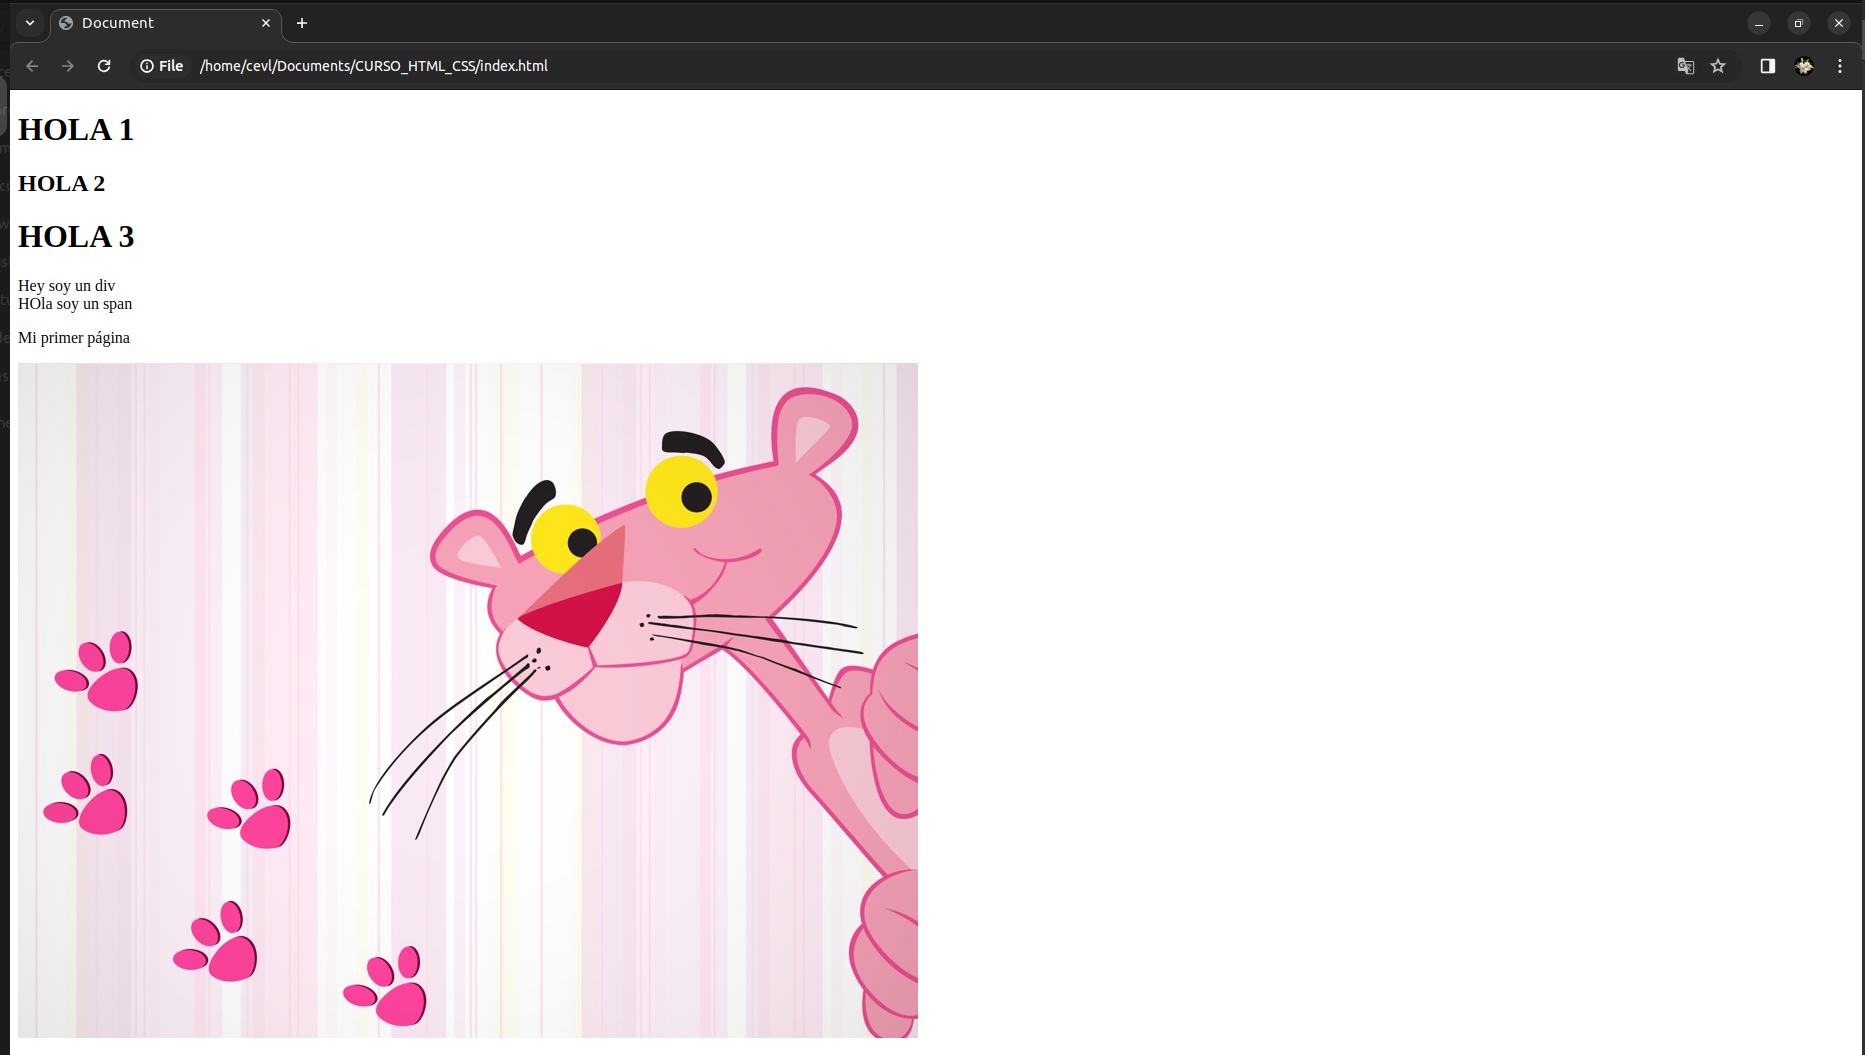 Document
File /home/cevl/Documents/CURSO_HTML_CSS/index.html
HOLA 1
HOLA 2
HOLA 3
Hey soy un div
HOla soy un span
Mi primer página